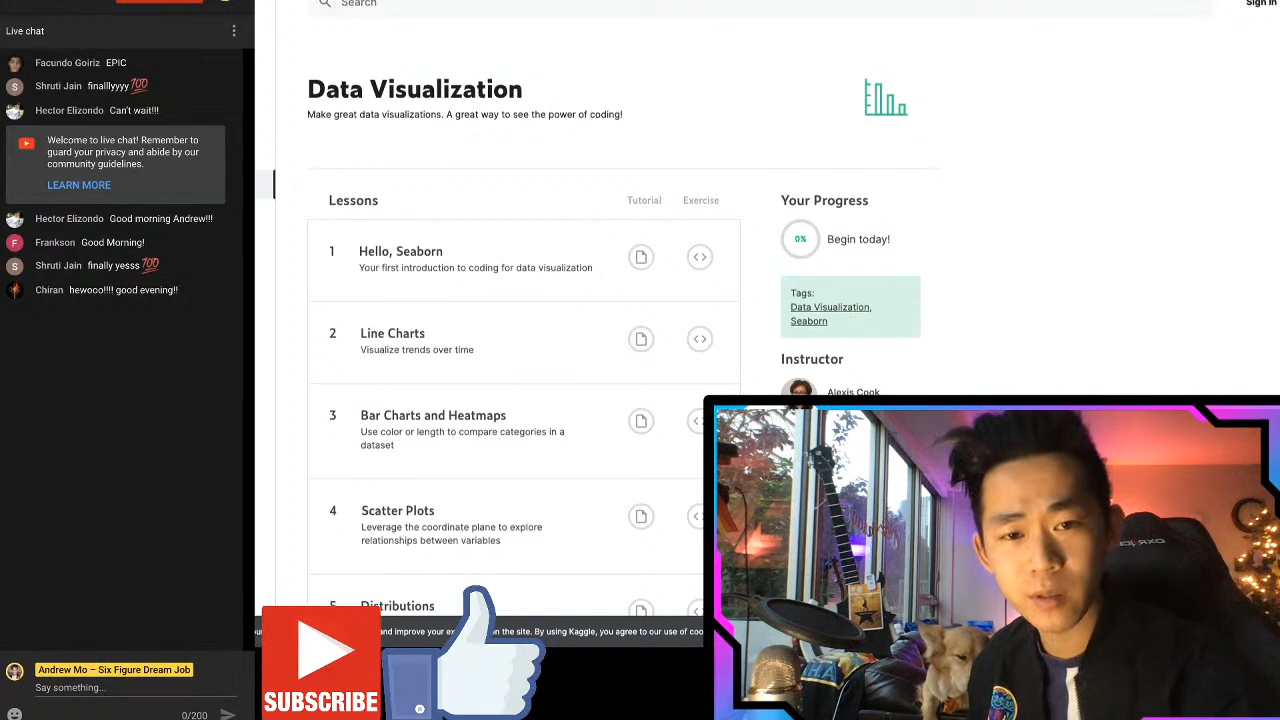 Search
Sign In
Live chat
Facundo Goiriz EPIC
S Shruti Jain finalllyyyy 💯
Hector Elizondo Can't wait!!!
Welcome to live chat! Remember to
guard your privacy and abide by our
community guidelines.
LEARN MORE
Hector Elizondo Good morning Andrew!!!
F Frankson Good Morning!
S Shruti Jain finally yesss 💯
Chiran hewooo!!!! good evening!!
Andrew Mo – Six Figure Dream Job
Say something...
0/200
Data Visualization
Make great data visualizations. A great way to see the power of coding!
Lessons
Tutorial
Exercise
1 Hello, Seaborn
Your first introduction to coding for data visualization
2 Line Charts
Visualize trends over time
3 Bar Charts and Heatmaps
Use color or length to compare categories in a
dataset
4 Scatter Plots
Leverage the coordinate plane to explore
relationships between variables
5 Distributions
Your Progress
0% Begin today!
Tags:
Data Visualization,
Seaborn
Instructor
Alexis Cook
and improve your ex on the site. By using Kaggle, you agree to our use of coo
SUBSCRIBE
DXRACER
HA